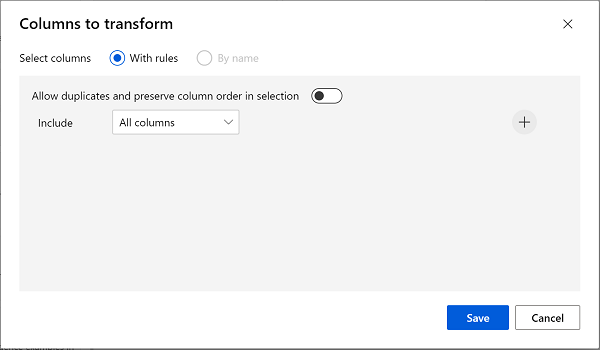 Columns to transform
Select columns With rules By name
Allow duplicates and preserve column order in selection
Include All columns
Save Cancel